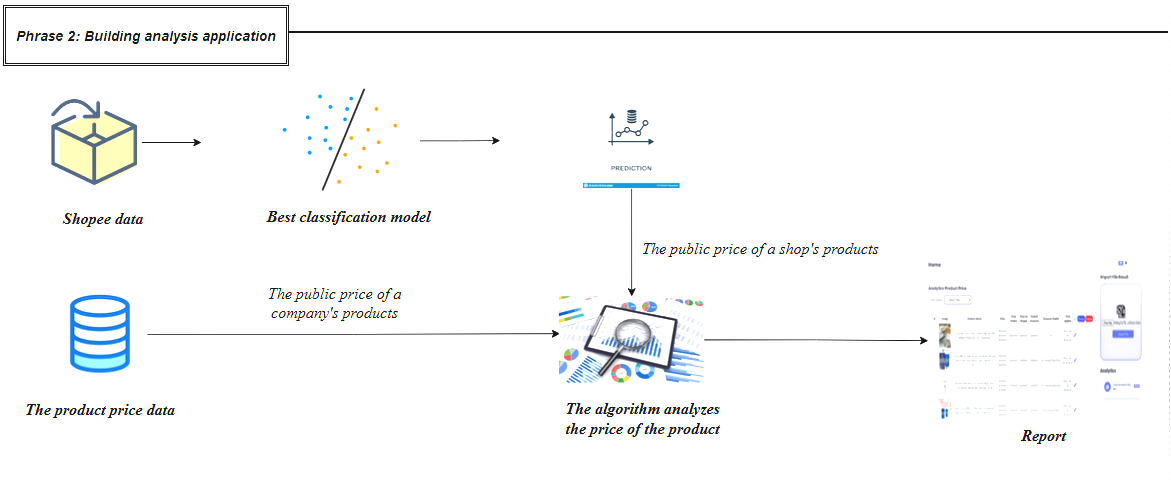 Phrase 2: Building analysis application
Shopee data
Best classification model
PREDICTION
The public price of a shop's products
The public price of a
company's products
The product price data
The algorithm analyzes
the price of the product
Home
Analytics Product Price
Import File Result
Analytics
Report